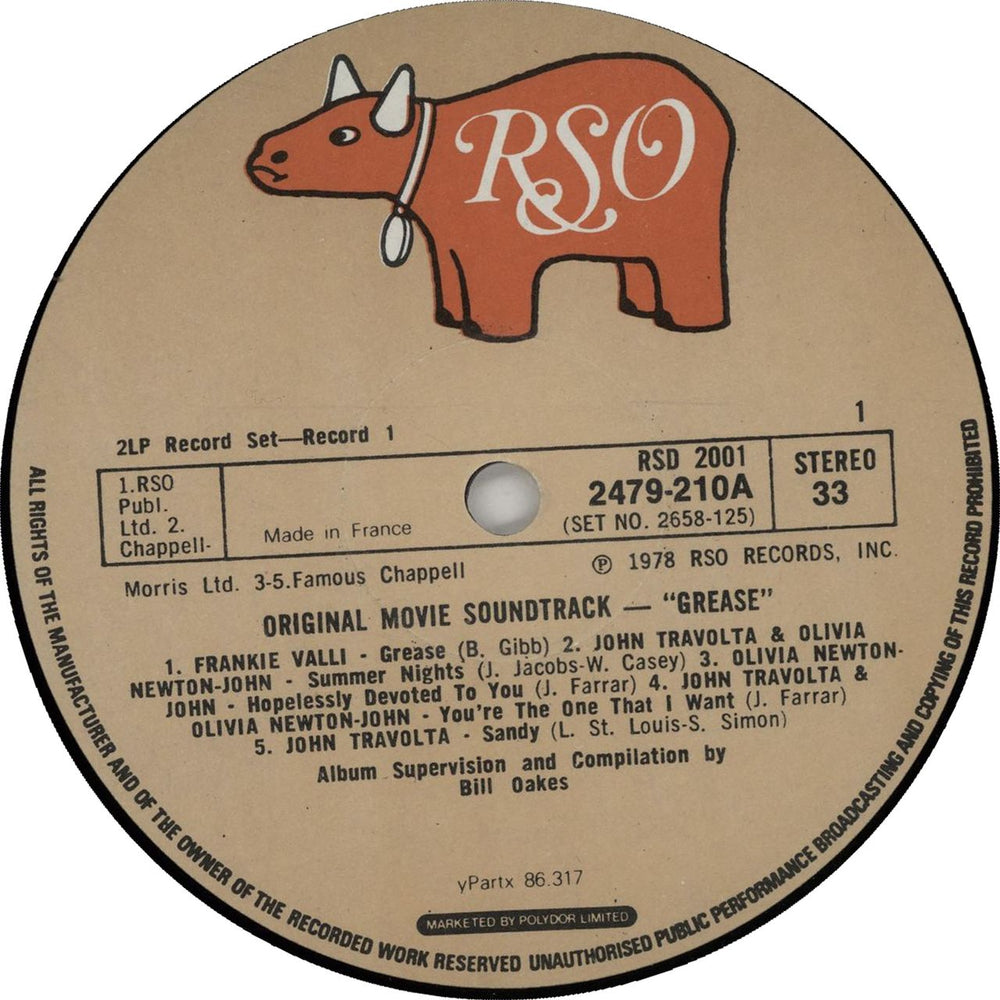 RSO
1
2LP Record Set—Record 1
1.RSO
Publ.
Ltd. 2.
Chappell-
Made in France
RSD 2001
2479-210A
(SET NO. 2658-125)
STEREO
33
Morris Ltd. 3-5.Famous Chappell
℗ 1978 RSO RECORDS, INC.
ORIGINAL MOVIE SOUNDTRACK — "GREASE"
1. FRANKIE VALLI - Grease (B. Gibb) 2. JOHN TRAVOLTA & OLIVIA
NEWTON-JOHN - Summer Nights (J. Jacobs-W. Casey) 3. OLIVIA NEWTON-
JOHN - Hopelessly Devoted To You (J. Farrar) 4. JOHN TRAVOLTA &
OLIVIA NEWTON-JOHN - You're The One That I Want (J. Farrar)
5. JOHN TRAVOLTA - Sandy (L. St. Louis-S. Simon)
Album Supervision and Compilation by
Bill Oakes
yPartx 86.317
MARKETED BY POLYDOR LIMITED
ALL RIGHTS OF THE MANUFACTURER AND OF THE OWNER OF THE RECORDED WORK RESERVED UNAUTHORISED PUBLIC PERFORMANCE BROADCASTING AND COPYING OF THIS RECORD PROHIBITED